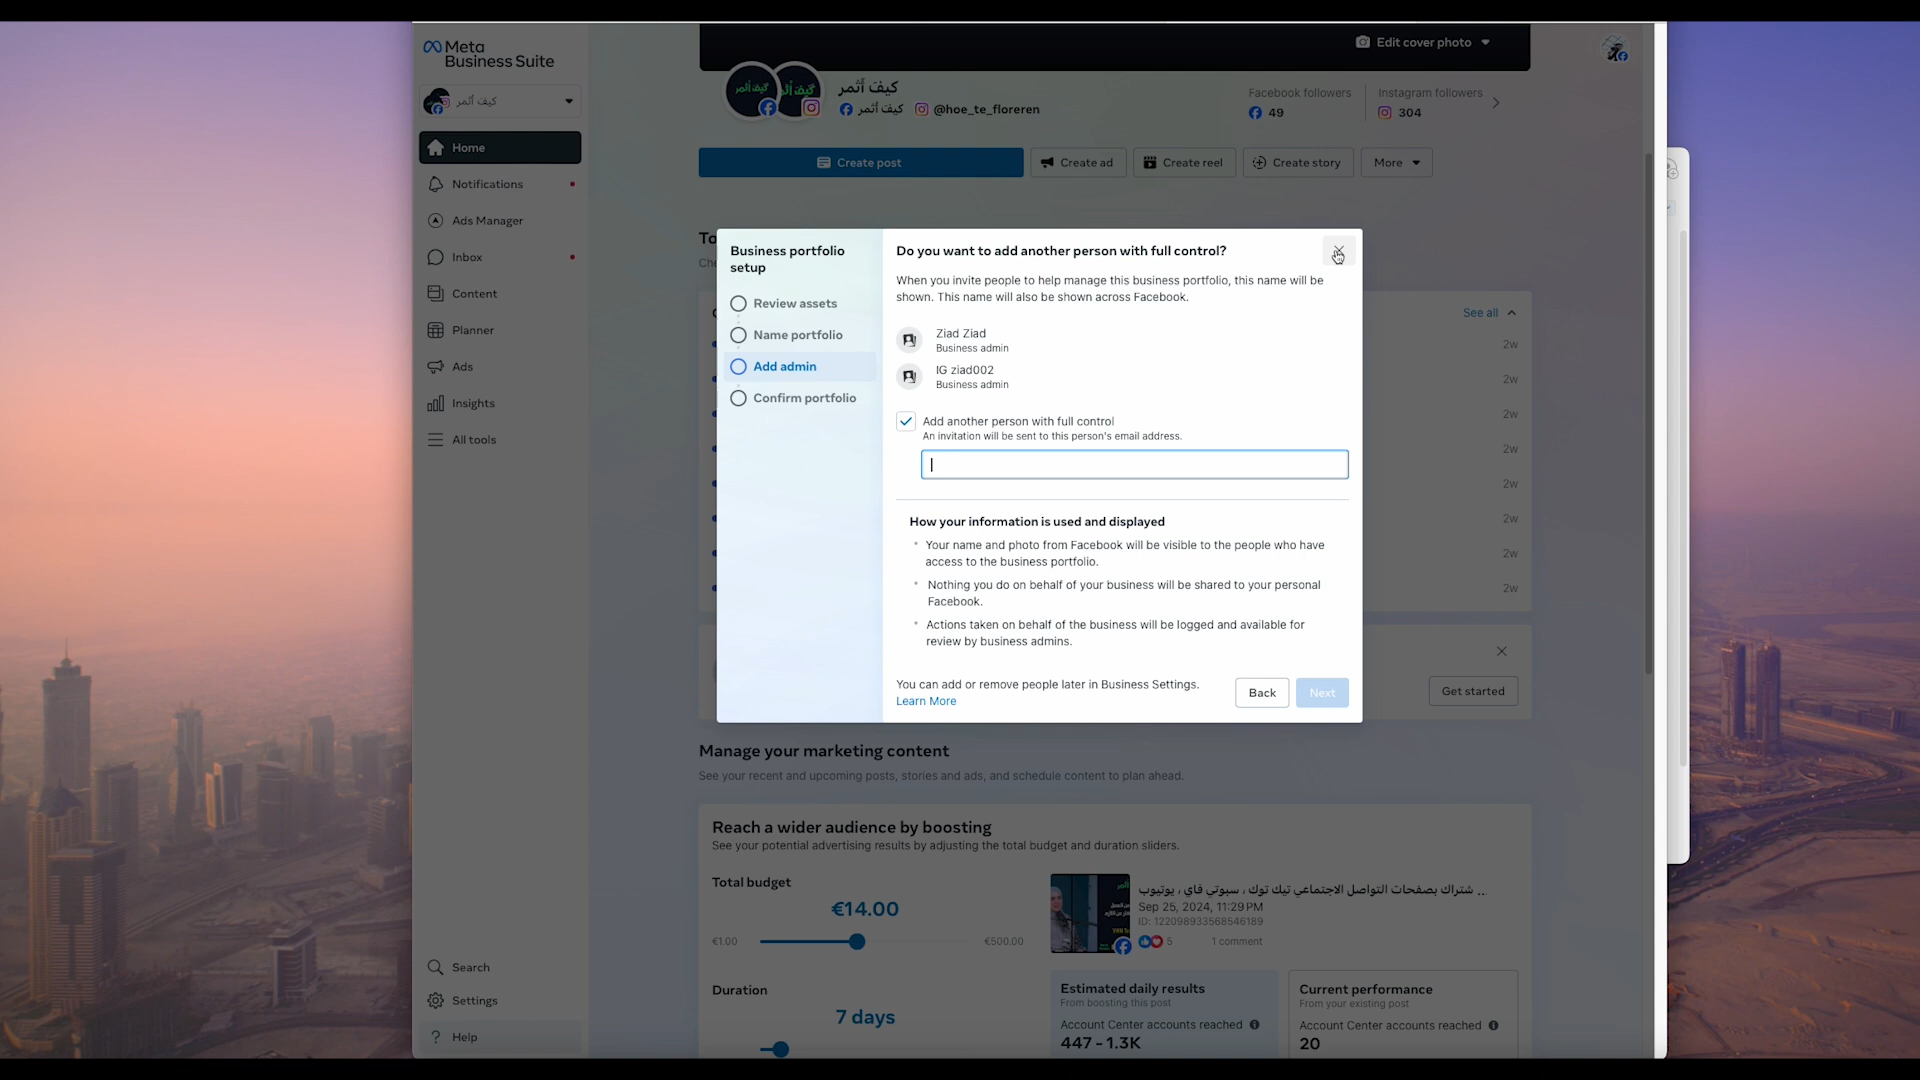 Meta
Business Suite
كيف أثمر
Home
Notifications
Ads Manager
Inbox
Content
Planner
Ads
Insights
All tools
Search
Settings
Help
Edit cover photo
كيف أثمر
كيف أثمر @hoe_te_floreren
Facebook followers
49
Instagram followers
304
Create post
Create ad
Create reel
Create story
More
To
See all
2w
2w
2w
2w
2w
2w
2w
2w
Get started
Business portfolio
setup
Review assets
Name portfolio
Add admin
Confirm portfolio
Do you want to add another person with full control?
When you invite people to help manage this business portfolio, this name will be
shown. This name will also be shown across Facebook.
Ziad Ziad
Business admin
IG ziad002
Business admin
Add another person with full control
An invitation will be sent to this person's email address.
How your information is used and displayed
• Your name and photo from Facebook will be visible to the people who have
access to the business portfolio.
• Nothing you do on behalf of your business will be shared to your personal
Facebook.
• Actions taken on behalf of the business will be logged and available for
review by business admins.
You can add or remove people later in Business Settings.
Learn More
Back
Next
Manage your marketing content
See your recent and upcoming posts, stories and ads, and schedule content to plan ahead.
Reach a wider audience by boosting
See your potential advertising results by adjusting the total budget and duration sliders.
Total budget
€14.00
€1.00
€500.00
Duration
7 days
شتراك بصفحات التواصل الاجتماعي تيك توك ، سبوتي فاي ، يوتيوب ...
Sep 25, 2024, 11:29 PM
ID: 122098933568546189
5
1 comment
Estimated daily results
From boosting this post
Account Center accounts reached
447 - 1.3K
Current performance
From your existing post
Account Center accounts reached
20